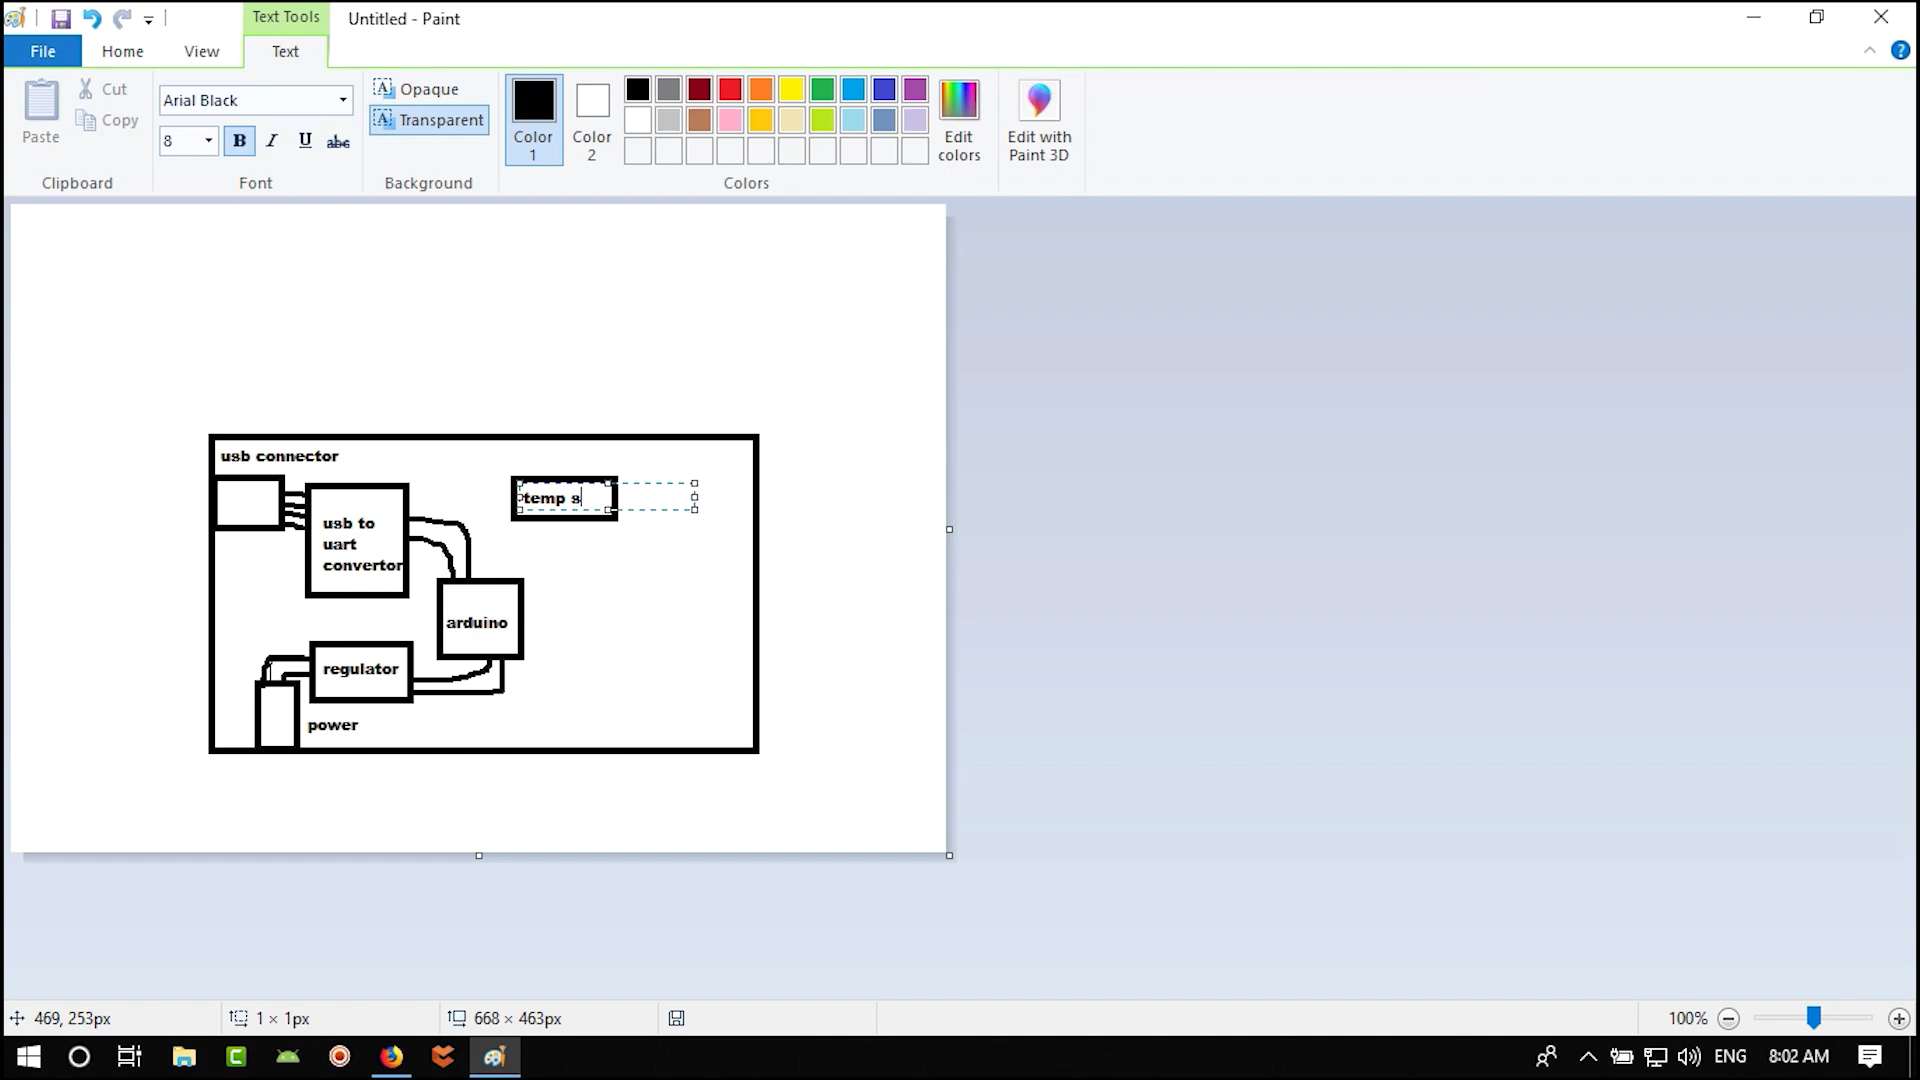 Text Tools
Untitled - Paint
File
Home
View
Text
Paste
Cut
Copy
Clipboard
Arial Black
8
B
I
U
abc
Font
A Opaque
A Transparent
Background
Color 1
Color 2
Edit colors
Colors
Edit with Paint 3D
usb connector
usb to
uart
convertor
temp s
arduino
regulator
power
469, 253px
1 × 1px
668 × 463px
100%
ENG
8:02 AM